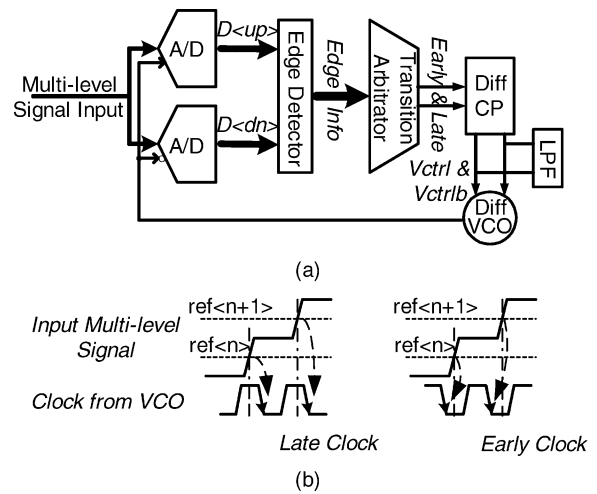 Multi-level
Signal Input
A/D
D<up>
A/D
D<dn>
Edge Detector
Edge
Info
Transition
Arbitrator
Early & Late
Diff
CP
Vctrl &
Vctrlb
LPF
Diff
VCO
(a)
Input Multi-level
Signal
ref<n+1>
ref<n>
ref<n+1>
ref<n>
Clock from VCO
Late Clock
Early Clock
(b)